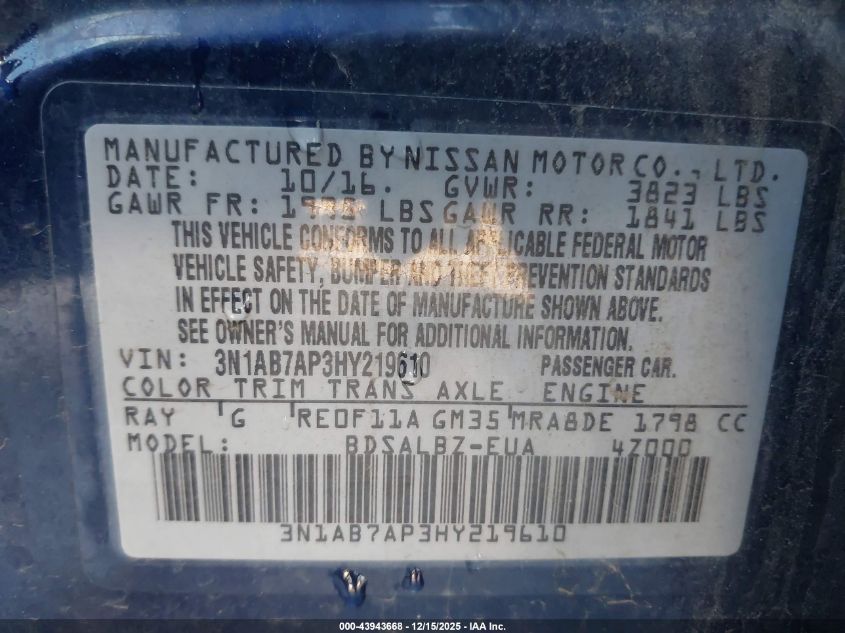 MANUFACTURED BY NISSAN MOTOR CO., LTD.
DATE: 10/16. GVWR: 3823 LBS
GAWR FR: LBS GAWR RR: 1841 LBS
THIS VEHICLE CONFORMS TO ALL APPLICABLE FEDERAL MOTOR
VEHICLE SAFETY, BUMPER AND THEFT PREVENTION STANDARDS
IN EFFECT ON THE DATE OF MANUFACTURE SHOWN ABOVE.
SEE OWNER'S MANUAL FOR ADDITIONAL INFORMATION.
VIN: 3N1AB7AP3HY219610 PASSENGER CAR.
COLOR TRIM TRANS AXLE ENGINE
RAY G RE0F11A GM35 MRA8DE 1798 CC
MODEL: BDSALBZ-EUA 4Z000
3N1AB7AP3HY219610
000-43943668 - 12/15/2025 - IAA Inc.